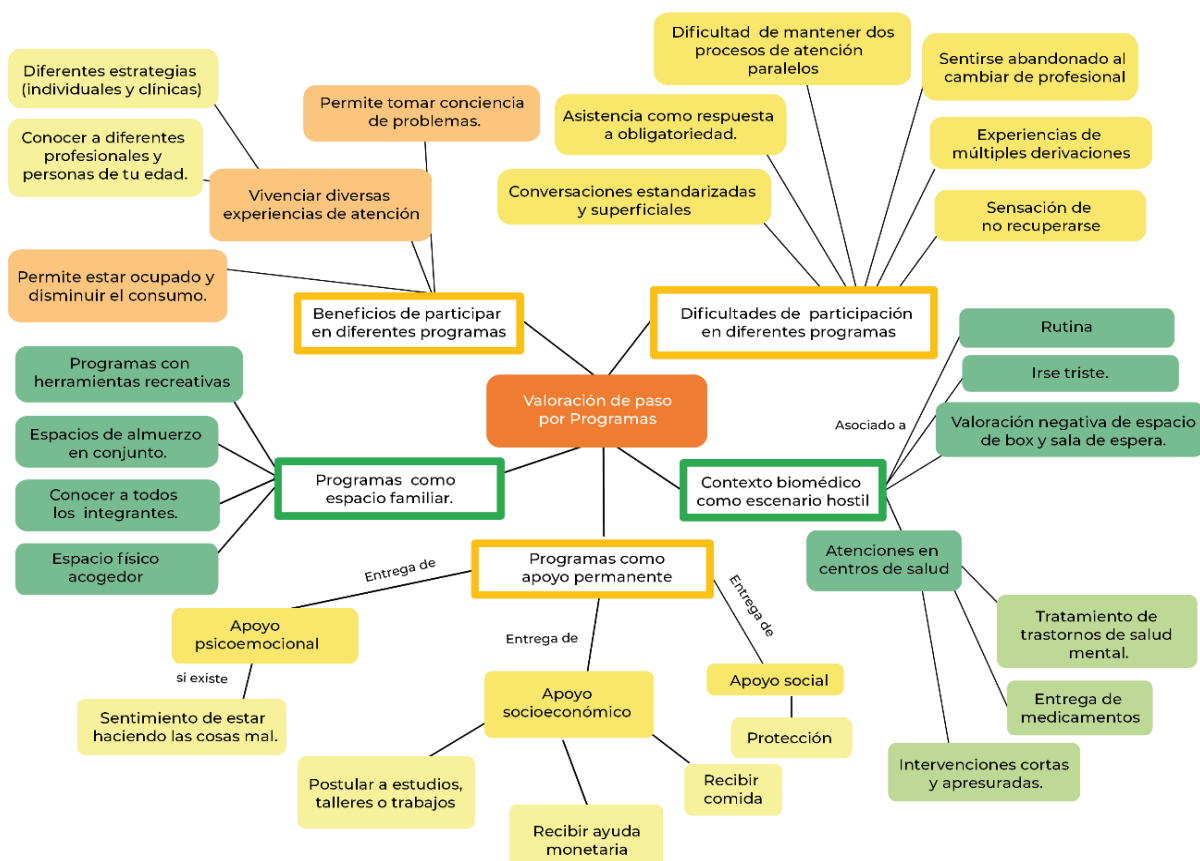 Diferentes estrategias
(individuales y clínicas)
Conocer a diferentes
profesionales y
personas de tu edad.
Permite tomar conciencia
de problemas.
Vivenciar diversas
experiencias de atención
Permite estar ocupado y
disminuir el consumo.
Beneficios de participar
en diferentes programas
Dificultad de mantener dos
procesos de atención
paralelos
Asistencia como respuesta
a obligatoriedad.
Conversaciones estandarizadas
y superficiales
Sentirse abandonado al
cambiar de profesional
Experiencias de
múltiples derivaciones
Sensación de
no recuperarse
Dificultades de participación
en diferentes programas
Valoración de paso
por Programas
Programas con
herramientas recreativas
Espacios de almuerzo
en conjunto.
Conocer a todos
los integrantes.
Espacio físico
acogedor
Programas como
espacio familiar.
Contexto biomédico
como escenario hostil
Asociado a
Rutina
Irse triste.
Valoración negativa de espacio
de box y sala de espera.
Atenciones en
centros de salud
Tratamiento de
trastornos de salud
mental.
Entrega de
medicamentos
Intervenciones cortas
y apresuradas.
Programas como
apoyo permanente
Entrega de
Apoyo
psicoemocional
si existe
Sentimiento de estar
haciendo las cosas mal.
Entrega de
Apoyo
socioeconómico
Postular a estudios,
talleres o trabajos
Recibir ayuda
monetaria
Recibir
comida
Entrega de
Apoyo social
Protección